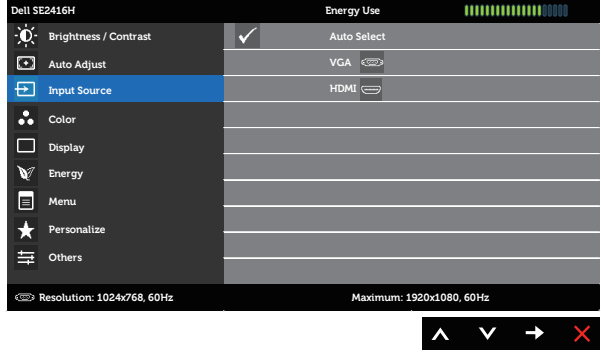 Dell SE2416H Energy Use
Brightness / Contrast Auto Select
Auto Adjust VGA
Input Source HDMI
Color
Display
Energy
Menu
Personalize
Others
Resolution: 1024x768, 60Hz Maximum: 1920x1080, 60Hz